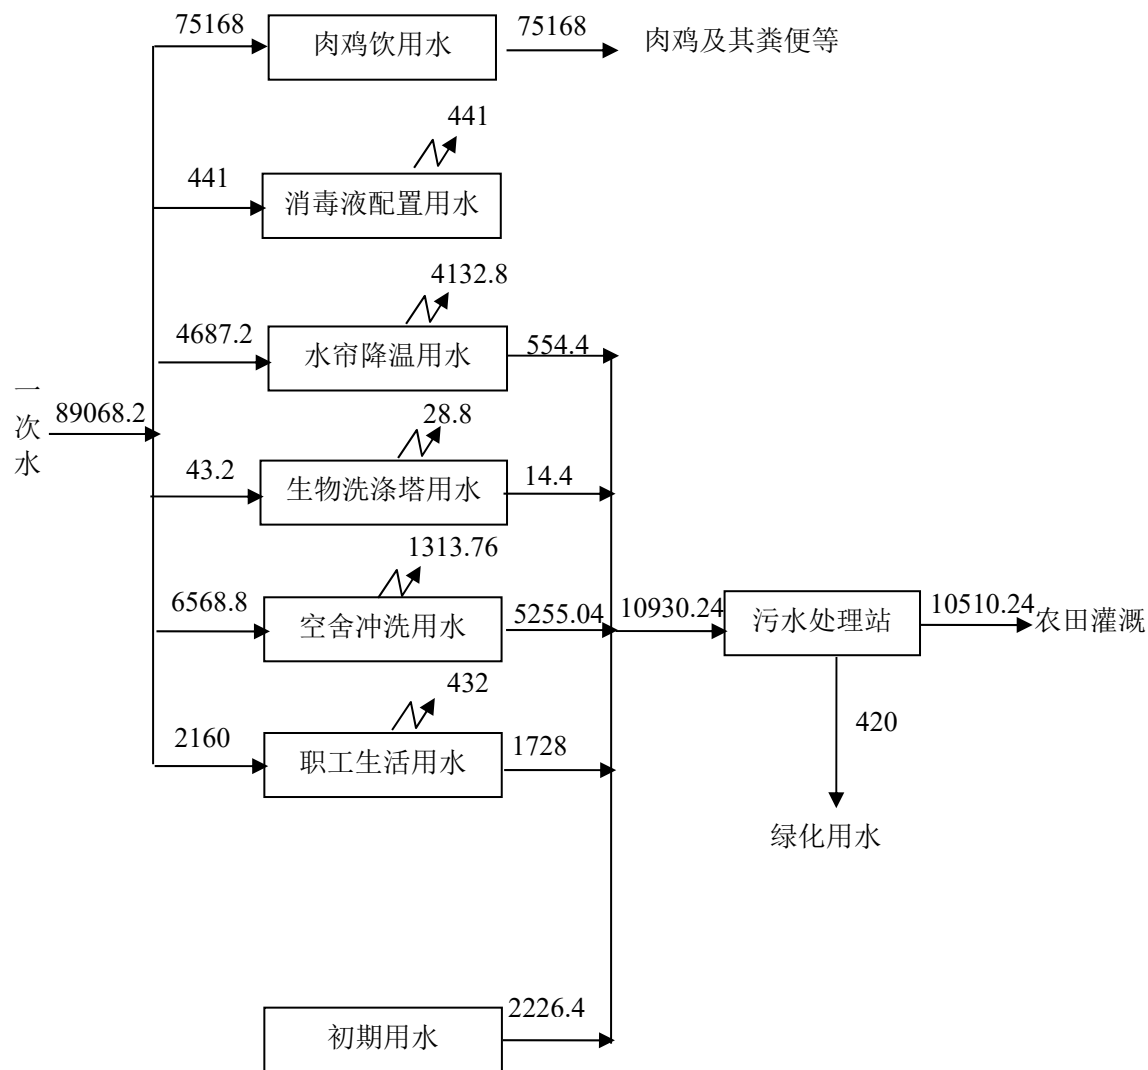 75168
肉鸡饮用水
75168
肉鸡及其粪便等
441
441
消毒液配置用水
4132.8
4687.2
水帘降温用水
554.4
一次水
89068.2
28.8
43.2
生物洗涤塔用水
14.4
1313.76
6568.8
空舍冲洗用水
5255.04
10930.24
污水处理站
10510.24
农田灌溉
432
2160
职工生活用水
1728
420
绿化用水
2226.4
初期用水